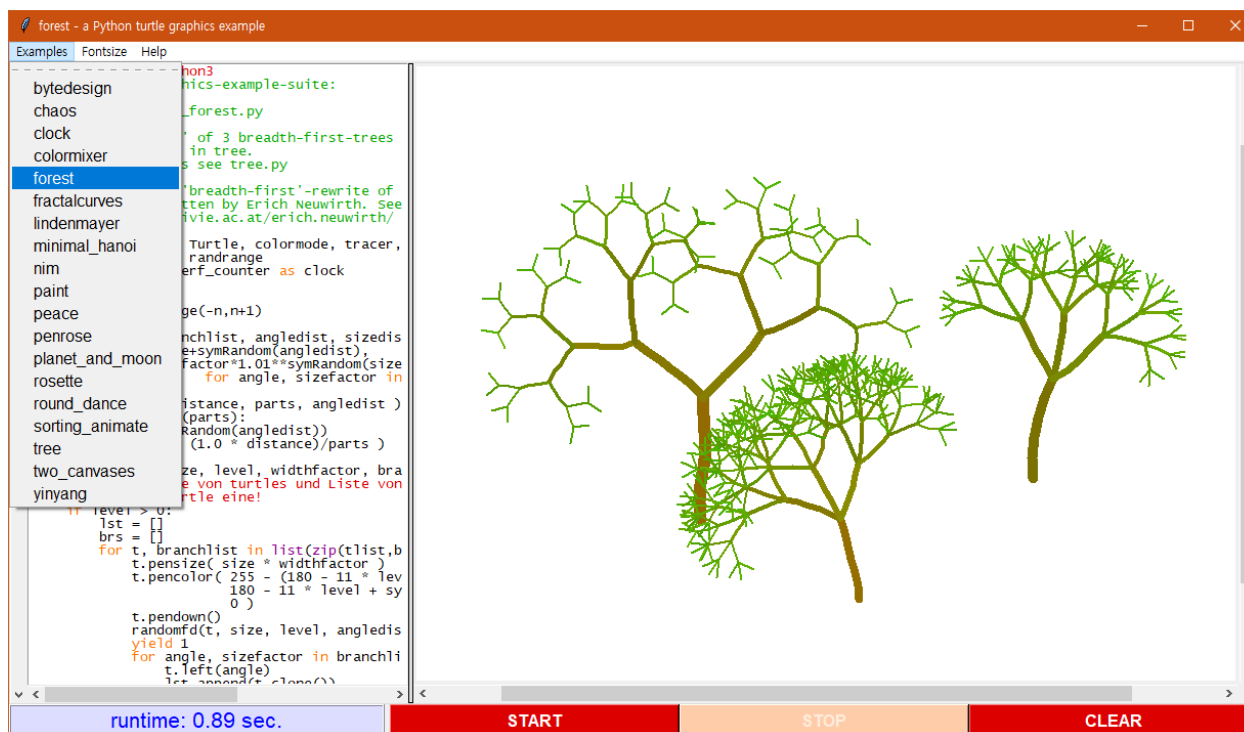 forest - a Python turtle graphics example
Examples Fontsize Help
bytedesign
chaos
clock
colormixer
forest
fractalcurves
lindenmayer
minimal_hanoi
nim
paint
peace
penrose
planet_and_moon
rosette
round_dance
sorting_animate
tree
two_canvases
yinyang
hon3
hics-example-suite:
_forest.py
' of 3 breadth-first-trees
in tree.
s see tree.py
'breadth-first'-rewrite of
tten by Erich Neuwirth. See
ivie.ac.at/erich.neuwirth/
Turtle, colormode, tracer,
randrange
erf_counter as clock
ge(-n,n+1)
nchlist, angledist, sizedis
e+symRandom(angledist),
factor*1.01**symRandom(size
for angle, sizefactor in
istance, parts, angledist )
(parts):
Random(angledist))
(1.0 * distance)/parts )
ze, level, widthfactor, bra
e von turtles und Liste von
rtle eine!
if level > 0:
lst = []
brs = []
for t, branchlist in list(zip(tlist,b
t.pensize( size * widthfactor )
t.pencolor( 255 - (180 - 11 * lev
180 - 11 * level + sy
0 )
t.pendown()
randomfd(t, size, level, angledis
yield 1
for angle, sizefactor in branchli
t.left(angle)
lst.append(t.clone())
runtime: 0.89 sec.
START
STOP
CLEAR